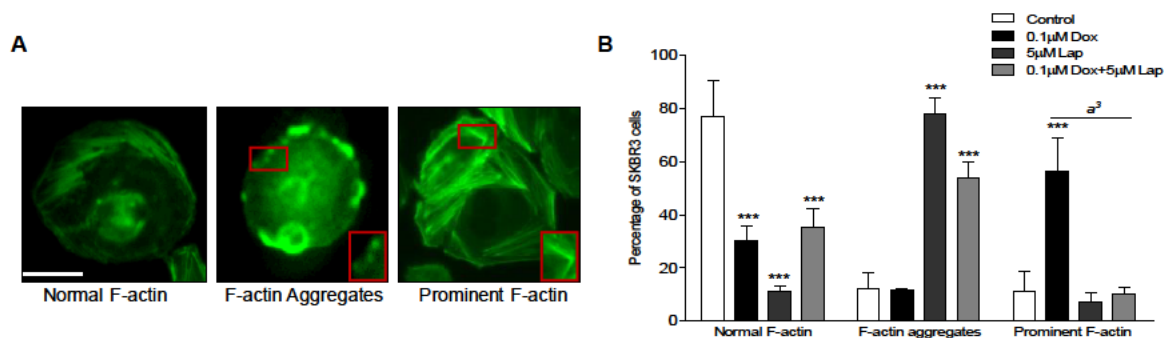 A
Normal F-actin
F-actin Aggregates
Prominent F-actin
B
Control
0.1µM Dox
5µM Lap
0.1µM Dox+5µM Lap
Percentage of SKBR3 cells
100
80
60
40
20
0
***
***
***
***
***
***
a³
Normal F-actin
F-actin aggregates
Prominent F-actin